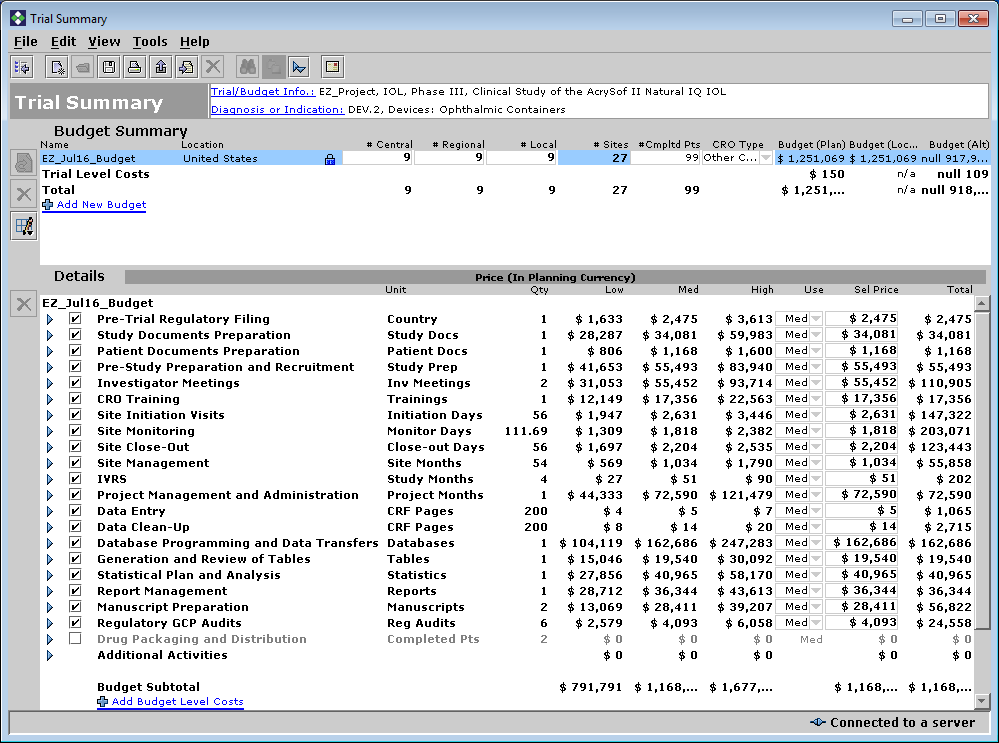 Trial Summary
File Edit View Tools Help
Trial Summary
Trial/Budget Info.: EZ_Project, IOL, Phase III, Clinical Study of the AcrySof II Natural IQ IOL
Diagnosis or Indication: DEV.2, Devices: Ophthalmic Containers
Budget Summary
Name Location # Central # Regional # Local # Sites #Cmpltd Pts CRO Type Budget (Plan) Budget (Loc... Budget (Alt)
EZ_Jul16_Budget United States 9 9 9 27 99 Other C... $ 1,251,069 $ 1,251,069 null 917,9...
Trial Level Costs $ 150 n/a null 109
Total 9 9 9 27 99 $ 1,251,... n/a null 918,...
Add New Budget
Details Price (In Planning Currency)
Unit Qty Low Med High Use Sel Price Total
EZ_Jul16_Budget
Pre-Trial Regulatory Filing Country 1 $ 1,633 $ 2,475 $ 3,613 Med $ 2,475 $ 2,475
Study Documents Preparation Study Docs 1 $ 28,287 $ 34,081 $ 59,983 Med $ 34,081 $ 34,081
Patient Documents Preparation Patient Docs 1 $ 806 $ 1,168 $ 1,600 Med $ 1,168 $ 1,168
Pre-Study Preparation and Recruitment Study Prep 1 $ 41,653 $ 55,493 $ 83,940 Med $ 55,493 $ 55,493
Investigator Meetings Inv Meetings 2 $ 31,053 $ 55,452 $ 93,714 Med $ 55,452 $ 110,905
CRO Training Trainings 1 $ 12,149 $ 17,356 $ 22,563 Med $ 17,356 $ 17,356
Site Initiation Visits Initiation Days 56 $ 1,947 $ 2,631 $ 3,446 Med $ 2,631 $ 147,322
Site Monitoring Monitor Days 111.69 $ 1,309 $ 1,818 $ 2,382 Med $ 1,818 $ 203,071
Site Close-Out Close-out Days 56 $ 1,697 $ 2,204 $ 2,535 Med $ 2,204 $ 123,443
Site Management Site Months 54 $ 569 $ 1,034 $ 1,790 Med $ 1,034 $ 55,858
IVRS Study Months 4 $ 27 $ 51 $ 90 Med $ 51 $ 202
Project Management and Administration Project Months 1 $ 44,333 $ 72,590 $ 121,479 Med $ 72,590 $ 72,590
Data Entry CRF Pages 200 $ 4 $ 5 $ 7 Med $ 5 $ 1,065
Data Clean-Up CRF Pages 200 $ 8 $ 14 $ 20 Med $ 14 $ 2,715
Database Programming and Data Transfers Databases 1 $ 104,119 $ 162,686 $ 247,283 Med $ 162,686 $ 162,686
Generation and Review of Tables Tables 1 $ 15,046 $ 19,540 $ 30,092 Med $ 19,540 $ 19,540
Statistical Plan and Analysis Statistics 1 $ 27,856 $ 40,965 $ 58,170 Med $ 40,965 $ 40,965
Report Management Reports 1 $ 28,712 $ 36,344 $ 43,613 Med $ 36,344 $ 36,344
Manuscript Preparation Manuscripts 2 $ 13,069 $ 28,411 $ 39,207 Med $ 28,411 $ 56,822
Regulatory GCP Audits Reg Audits 6 $ 2,579 $ 4,093 $ 6,058 Med $ 4,093 $ 24,558
Drug Packaging and Distribution Completed Pts 2 $ 0 $ 0 $ 0 Med $ 0 $ 0
Additional Activities $ 0 $ 0 $ 0 $ 0 $ 0
Budget Subtotal $ 791,791 $ 1,168,... $ 1,677,... $ 1,168,... $ 1,168,...
Add Budget Level Costs
Connected to a server